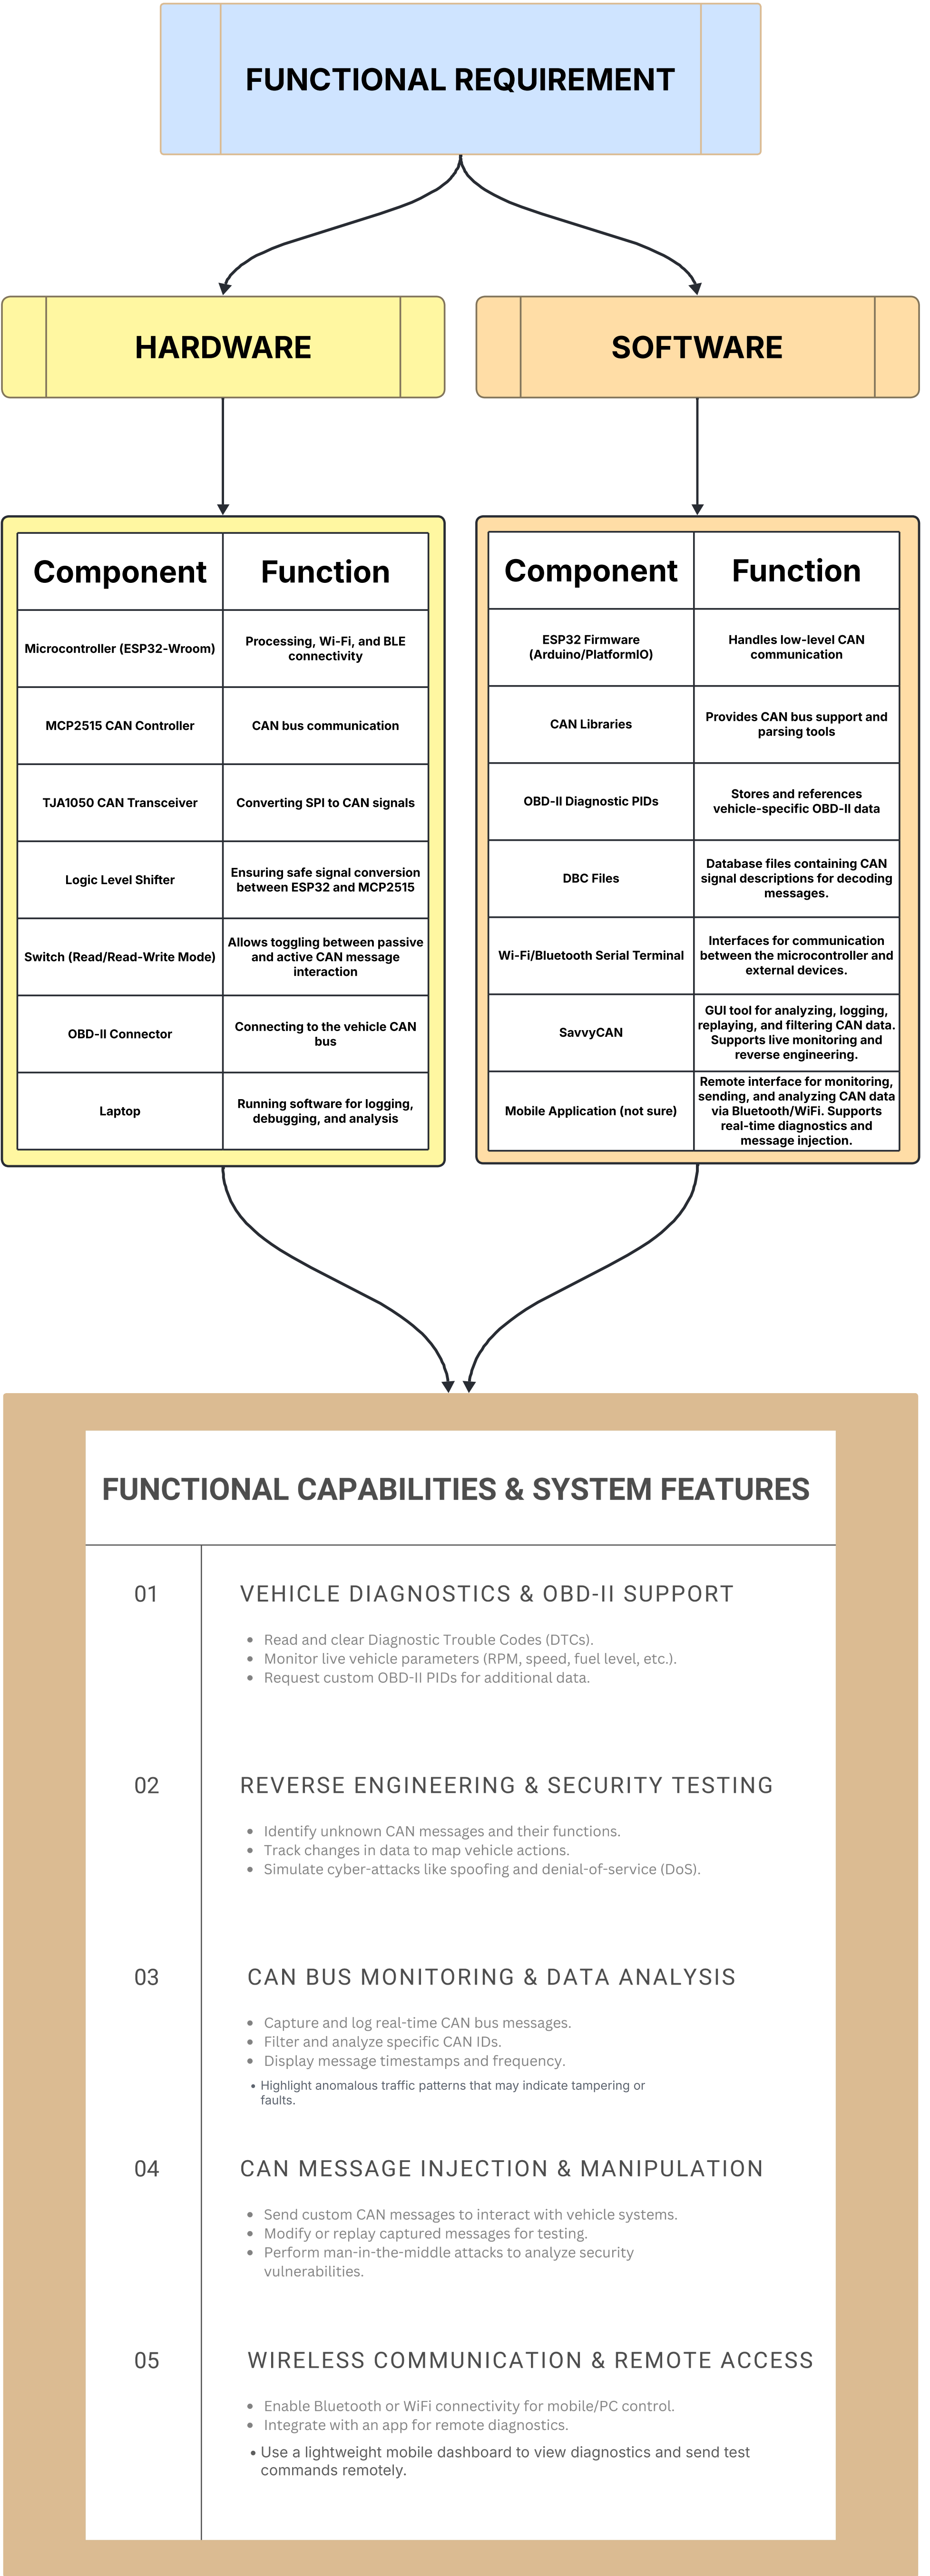 FUNCTIONAL REQUIREMENT
HARDWARE
SOFTWARE
Component
Function
Microcontroller (ESP32-Wroom)
Processing, Wi-Fi, and BLE
connectivity
MCP2515 CAN Controller
CAN bus communication
TJA1050 CAN Transceiver
Converting SPI to CAN signals
Logic Level Shifter
Ensuring safe signal conversion
between ESP32 and MCP2515
Switch (Read/Read-Write Mode)
Allows toggling between passive
and active CAN message
interaction
OBD-II Connector
Connecting to the vehicle CAN
bus
Laptop
Running software for logging,
debugging, and analysis
Component
Function
ESP32 Firmware
(Arduino/PlatformIO)
Handles low-level CAN
communication
CAN Libraries
Provides CAN bus support and
parsing tools
OBD-II Diagnostic PIDs
Stores and references
vehicle-specific OBD-II data
DBC Files
Database files containing CAN
signal descriptions for decoding
messages.
Wi-Fi/Bluetooth Serial Terminal
Interfaces for communication
between the microcontroller and
external devices.
SavvyCAN
GUI tool for analyzing, logging,
replaying, and filtering CAN data.
Supports live monitoring and
reverse engineering.
Mobile Application (not sure)
Remote interface for monitoring,
sending, and analyzing CAN data
via Bluetooth/WiFi. Supports
real-time diagnostics and
message injection.
FUNCTIONAL CAPABILITIES & SYSTEM FEATURES
01
VEHICLE DIAGNOSTICS & OBD-II SUPPORT
• Read and clear Diagnostic Trouble Codes (DTCs).
• Monitor live vehicle parameters (RPM, speed, fuel level, etc.).
• Request custom OBD-II PIDs for additional data.
02
REVERSE ENGINEERING & SECURITY TESTING
• Identify unknown CAN messages and their functions.
• Track changes in data to map vehicle actions.
• Simulate cyber-attacks like spoofing and denial-of-service (DoS).
03
CAN BUS MONITORING & DATA ANALYSIS
• Capture and log real-time CAN bus messages.
• Filter and analyze specific CAN IDs.
• Display message timestamps and frequency.
• Highlight anomalous traffic patterns that may indicate tampering or
faults.
04
CAN MESSAGE INJECTION & MANIPULATION
• Send custom CAN messages to interact with vehicle systems.
• Modify or replay captured messages for testing.
• Perform man-in-the-middle attacks to analyze security
vulnerabilities.
05
WIRELESS COMMUNICATION & REMOTE ACCESS
• Enable Bluetooth or WiFi connectivity for mobile/PC control.
• Integrate with an app for remote diagnostics.
• Use a lightweight mobile dashboard to view diagnostics and send test
commands remotely.